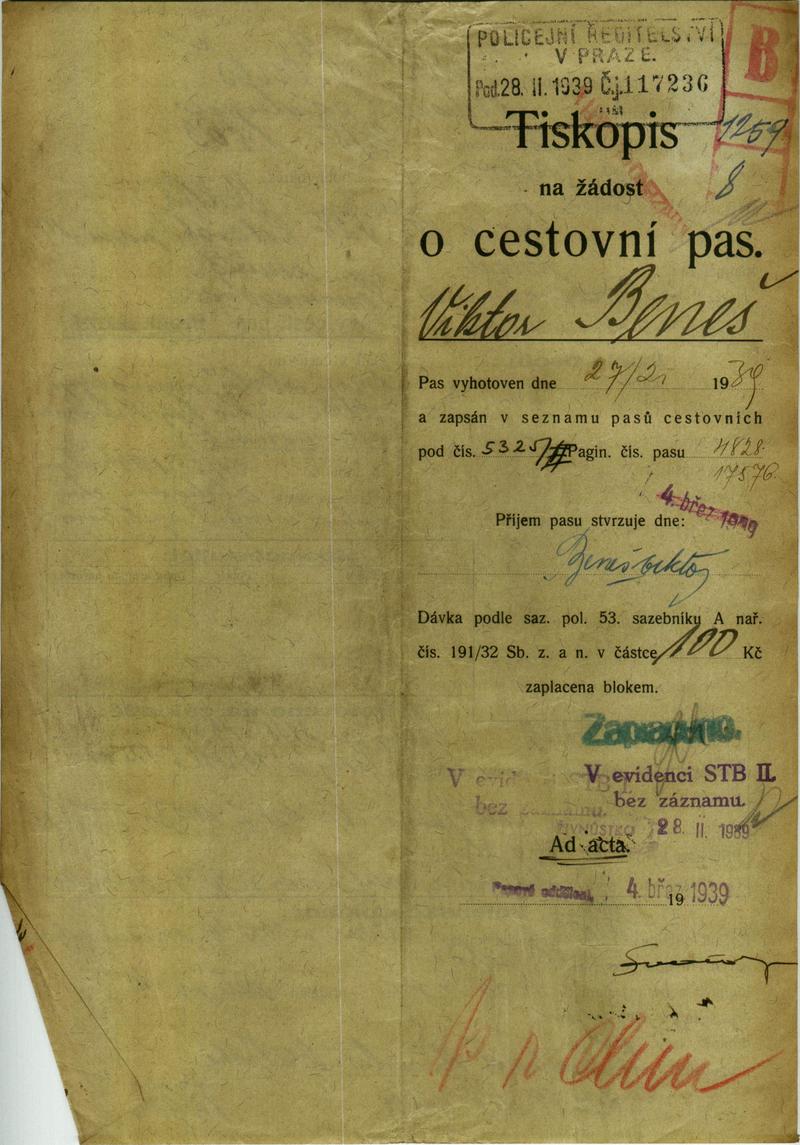 POLICEJNÍ ŘEDITELSTVÍ
V PRAZE.
Pod. 28. II. 1939 Č.j. 117236
B
1259
8
Tiskopis
na žádost
o cestovní pas.
Viktor Beneš
Pas vyhotoven dne 27/2. 1939
a zapsán v seznamu pasů cestovních
pod čís. 5325/ Pagin. čís. pasu 4828.
17576
4. břez 1939
Příjem pasu stvrzuje dne:
Beneš Viktor
Dávka podle saz. pol. 53. sazebníku A nař.
čís. 191/32 Sb. z. a n. v částce 100 Kč
zaplacena blokem.
Zaplaceno.
V evidenci STB II.
bez záznamu.
28. II. 1939
Ad acta.
Pasové oddělení, 4. břez 1939
19